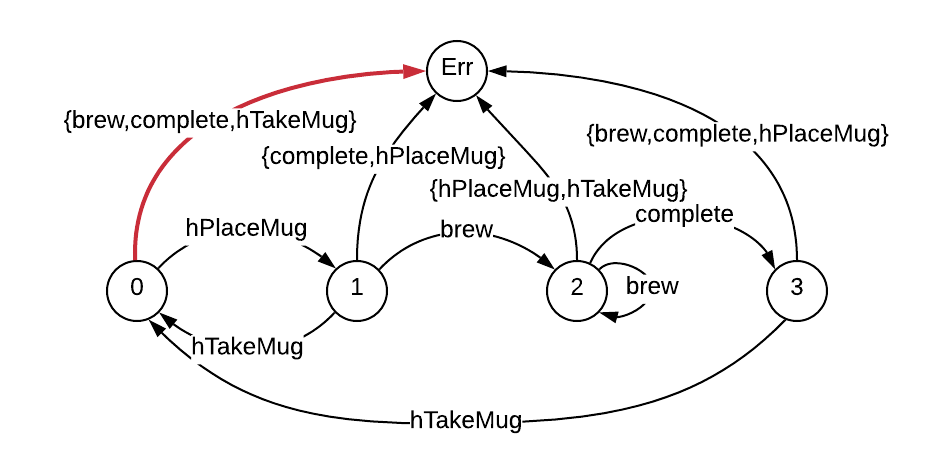 Err
{brew,complete,hTakeMug}
{brew,complete,hPlaceMug}
{complete,hPlaceMug}
{hPlaceMug,hTakeMug}
complete
hPlaceMug
brew
0
1
2
brew
3
hTakeMug
hTakeMug